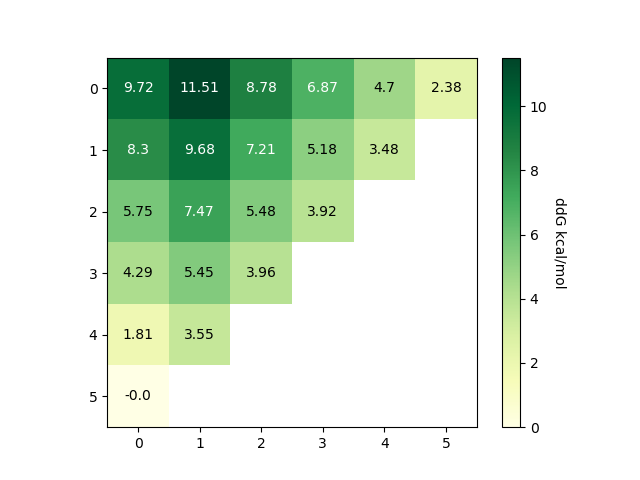 0 9.72 11.51 8.78 6.87 4.7 2.38
1 8.3 9.68 7.21 5.18 3.48
2 5.75 7.47 5.48 3.92
3 4.29 5.45 3.96
4 1.81 3.55
5 -0.0
0 1 2 3 4 5
10
8
6
4
2
0
ddG kcal/mol